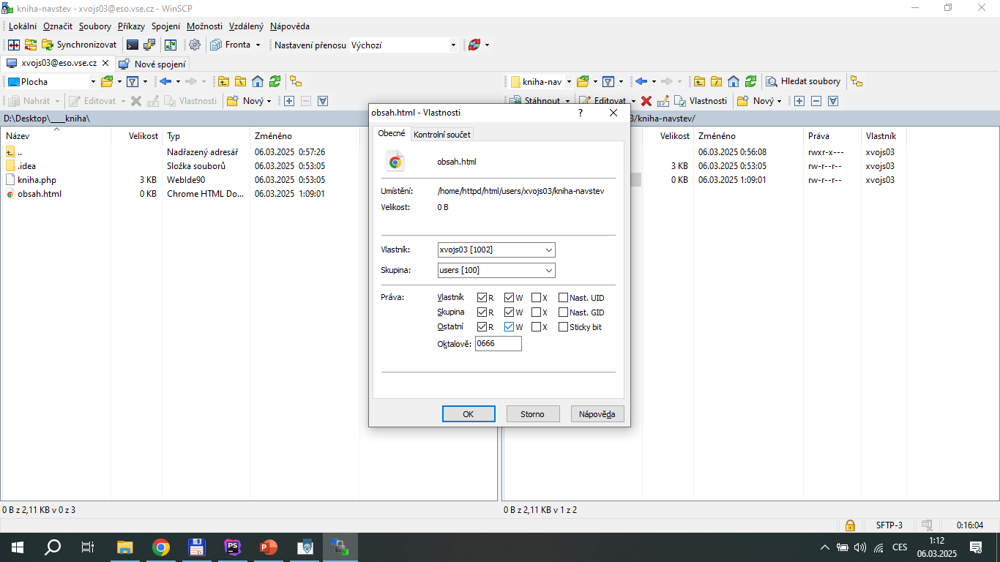 kniha-navstev - xvojs03@eso.vse.cz - WinSCP
Lokální Označit Soubory Příkazy Spojení Možnosti Vzdálený Nápověda
Synchronizovat Fronta Nastavení přenosu Výchozí
xvojs03@eso.vse.cz Nové spojení
Plocha kniha-nav Hledat soubory
Nahrát Editovat Vlastnosti Nový Stáhnout Editovat Vlastnosti Nový
D:\Desktop\___kniha\ /kniha-navstev/
Název Velikost Typ Změněno Velikost Změněno Práva Vlastník
.. Nadřazený adresář 06.03.2025 0:57:26 06.03.2025 0:56:08 rwxr-x--- xvojs03
.idea Složka souborů 06.03.2025 0:53:05 3 KB 06.03.2025 0:53:05 rw-r--r-- xvojs03
kniha.php 3 KB WebIde90 06.03.2025 0:53:05 0 KB 06.03.2025 1:09:01 rw-r--r-- xvojs03
obsah.html 0 KB Chrome HTML Do... 06.03.2025 1:09:01
obsah.html - Vlastnosti ?
Obecné Kontrolní součet
obsah.html
Umístění: /home/httpd/html/users/xvojs03/kniha-navstev
Velikost: 0 B
Vlastník: xvojs03 [1002]
Skupina: users [100]
Práva: Vlastník R W X Nast. UID
Skupina R W X Nast. GID
Ostatní R W X Sticky bit
Oktalově: 0666
OK Storno Nápověda
0 B z 2,11 KB v 0 z 3 0 B z 2,11 KB v 1 z 2
SFTP-3 0:16:04
PS P CES 1:12
06.03.2025